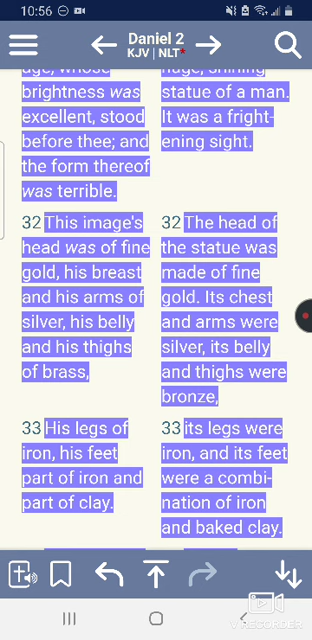 10:56
Daniel 2
KJV | NLT*
age, whose
brightness was
excellent, stood
before thee; and
the form thereof
was terrible.
32 This image's
head was of fine
gold, his breast
and his arms of
silver, his belly
and his thighs
of brass,
33 His legs of
iron, his feet
part of iron and
part of clay.
huge, shining
statue of a man.
It was a fright-
ening sight.
32 The head of
the statue was
made of fine
gold. Its chest
and arms were
silver, its belly
and thighs were
bronze,
33 its legs were
iron, and its feet
were a combi-
nation of iron
and baked clay.
V RECORDER